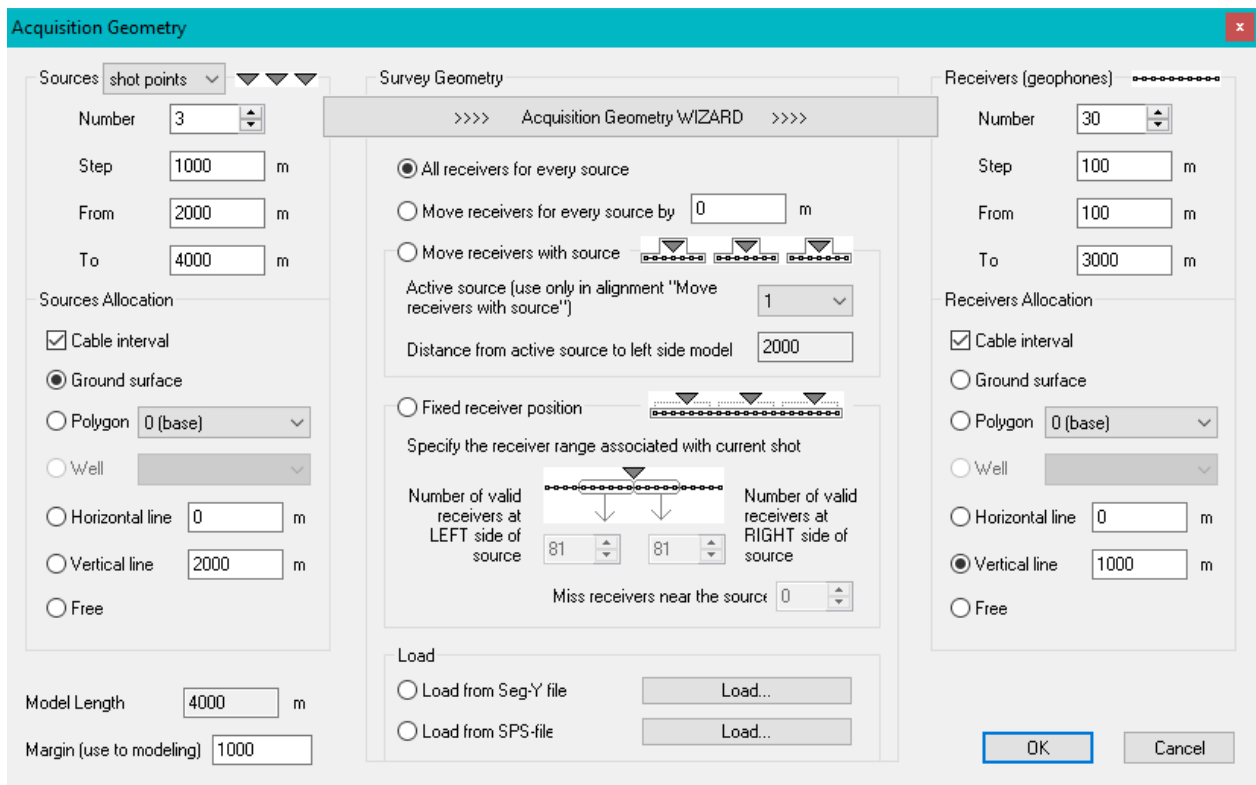 Acquisition Geometry
x
Sources shot points
Number 3
Step 1000 m
From 2000 m
To 4000 m
Sources Allocation
Cable interval
Ground surface
Polygon 0 (base)
Well
Horizontal line 0 m
Vertical line 2000 m
Free
Model Length 4000 m
Margin (use to modeling) 1000
Survey Geometry
>>>> Acquisition Geometry WIZARD >>>>
All receivers for every source
Move receivers for every source by 0 m
Move receivers with source
Active source (use only in alignment "Move
receivers with source") 1
Distance from active source to left side model 2000
Fixed receiver position
Specify the receiver range associated with current shot
Number of valid
receivers at
LEFT side of
source
81
81
Number of valid
receivers at
RIGHT side of
source
Miss receivers near the source 0
Load
Load from Seg-Y file Load...
Load from SPS-file Load...
Receivers (geophones)
Number 30
Step 100 m
From 100 m
To 3000 m
Receivers Allocation
Cable interval
Ground surface
Polygon 0 (base)
Well
Horizontal line 0 m
Vertical line 1000 m
Free
OK Cancel